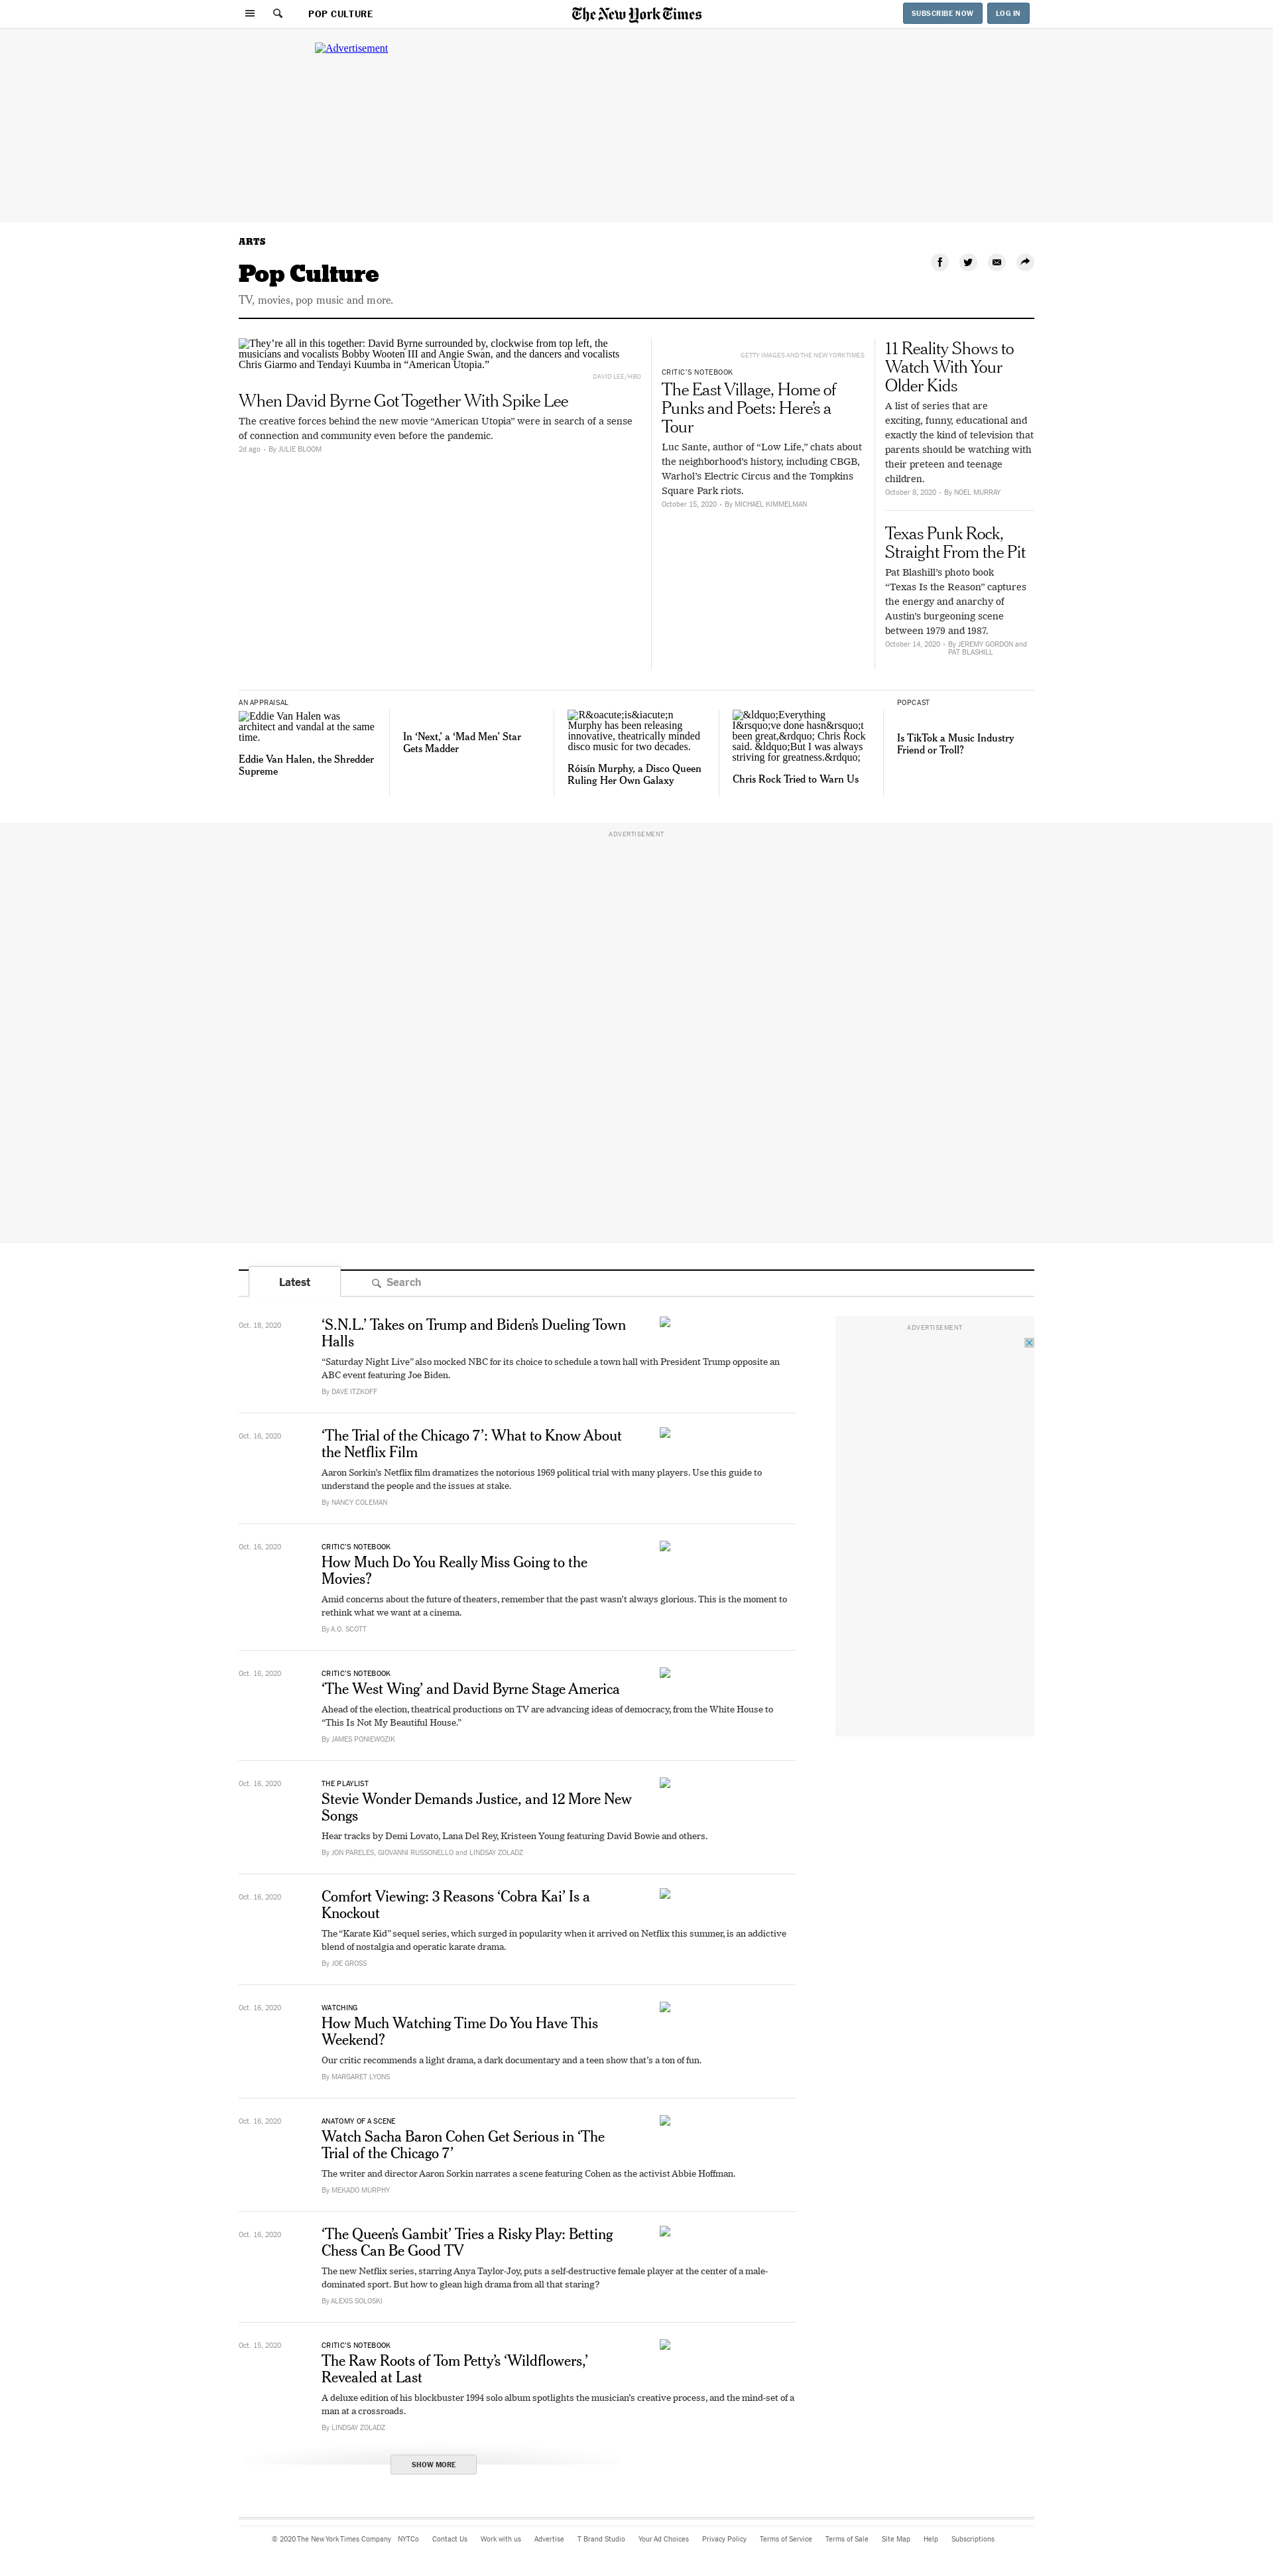 POP CULTURE
The New York Times
SUBSCRIBE NOW
LOG IN
Advertisement
ARTS
Pop Culture
TV, movies, pop music and more.
They’re all in this together: David Byrne surrounded by, clockwise from top left, the
musicians and vocalists Bobby Wooten III and Angie Swan, and the dancers and vocalists
Chris Giarmo and Tendayi Kuumba in “American Utopia.”
DAVID LEE/HBO
When David Byrne Got Together With Spike Lee
The creative forces behind the new movie “American Utopia” were in search of a sense
of connection and community even before the pandemic.
2d ago - By JULIE BLOOM
GETTY IMAGES AND THE NEW YORK TIMES
CRITIC’S NOTEBOOK
The East Village, Home of
Punks and Poets: Here’s a
Tour
Luc Sante, author of “Low Life,” chats about
the neighborhood’s history, including CBGB,
Warhol’s Electric Circus and the Tompkins
Square Park riots.
October 15, 2020 - By MICHAEL KIMMELMAN
11 Reality Shows to
Watch With Your
Older Kids
A list of series that are
exciting, funny, educational and
exactly the kind of television that
parents should be watching with
their preteen and teenage
children.
October 8, 2020 - By NOEL MURRAY
Texas Punk Rock,
Straight From the Pit
Pat Blashill’s photo book
“Texas Is the Reason” captures
the energy and anarchy of
Austin’s burgeoning scene
between 1979 and 1987.
October 14, 2020 - By JEREMY GORDON and
PAT BLASHILL
AN APPRAISAL
Eddie Van Halen was
architect and vandal at the same
time.
Eddie Van Halen, the Shredder
Supreme
In ‘Next,’ a ‘Mad Men’ Star
Gets Madder
R&oacute;is&iacute;n
Murphy has been releasing
innovative, theatrically minded
disco music for two decades.
Róisín Murphy, a Disco Queen
Ruling Her Own Galaxy
&ldquo;Everything
I&rsquo;ve done hasn&rsquo;t
been great,&rdquo; Chris Rock
said. &ldquo;But I was always
striving for greatness.&rdquo;
Chris Rock Tried to Warn Us
POPCAST
Is TikTok a Music Industry
Friend or Troll?
ADVERTISEMENT
Latest
Search
ADVERTISEMENT
Oct. 18, 2020
‘S.N.L.’ Takes on Trump and Biden’s Dueling Town
Halls
“Saturday Night Live” also mocked NBC for its choice to schedule a town hall with President Trump opposite an
ABC event featuring Joe Biden.
By DAVE ITZKOFF
Oct. 16, 2020
‘The Trial of the Chicago 7’: What to Know About
the Netflix Film
Aaron Sorkin’s Netflix film dramatizes the notorious 1969 political trial with many players. Use this guide to
understand the people and the issues at stake.
By NANCY COLEMAN
Oct. 16, 2020
CRITIC’S NOTEBOOK
How Much Do You Really Miss Going to the
Movies?
Amid concerns about the future of theaters, remember that the past wasn’t always glorious. This is the moment to
rethink what we want at a cinema.
By A.O. SCOTT
Oct. 16, 2020
CRITIC’S NOTEBOOK
‘The West Wing’ and David Byrne Stage America
Ahead of the election, theatrical productions on TV are advancing ideas of democracy, from the White House to
“This Is Not My Beautiful House.”
By JAMES PONIEWOZIK
Oct. 16, 2020
THE PLAYLIST
Stevie Wonder Demands Justice, and 12 More New
Songs
Hear tracks by Demi Lovato, Lana Del Rey, Kristeen Young featuring David Bowie and others.
By JON PARELES, GIOVANNI RUSSONELLO and LINDSAY ZOLADZ
Oct. 16, 2020
Comfort Viewing: 3 Reasons ‘Cobra Kai’ Is a
Knockout
The “Karate Kid” sequel series, which surged in popularity when it arrived on Netflix this summer, is an addictive
blend of nostalgia and operatic karate drama.
By JOE GROSS
Oct. 16, 2020
WATCHING
How Much Watching Time Do You Have This
Weekend?
Our critic recommends a light drama, a dark documentary and a teen show that’s a ton of fun.
By MARGARET LYONS
Oct. 16, 2020
ANATOMY OF A SCENE
Watch Sacha Baron Cohen Get Serious in ‘The
Trial of the Chicago 7’
The writer and director Aaron Sorkin narrates a scene featuring Cohen as the activist Abbie Hoffman.
By MEKADO MURPHY
Oct. 16, 2020
‘The Queen’s Gambit’ Tries a Risky Play: Betting
Chess Can Be Good TV
The new Netflix series, starring Anya Taylor-Joy, puts a self-destructive female player at the center of a male-
dominated sport. But how to glean high drama from all that staring?
By ALEXIS SOLOSKI
Oct. 15, 2020
CRITIC’S NOTEBOOK
The Raw Roots of Tom Petty’s ‘Wildflowers,’
Revealed at Last
A deluxe edition of his blockbuster 1994 solo album spotlights the musician’s creative process, and the mind-set of a
man at a crossroads.
By LINDSAY ZOLADZ
SHOW MORE
© 2020 The New York Times Company NYTCo Contact Us Work with us Advertise T Brand Studio Your Ad Choices Privacy Policy Terms of Service Terms of Sale Site Map Help Subscriptions